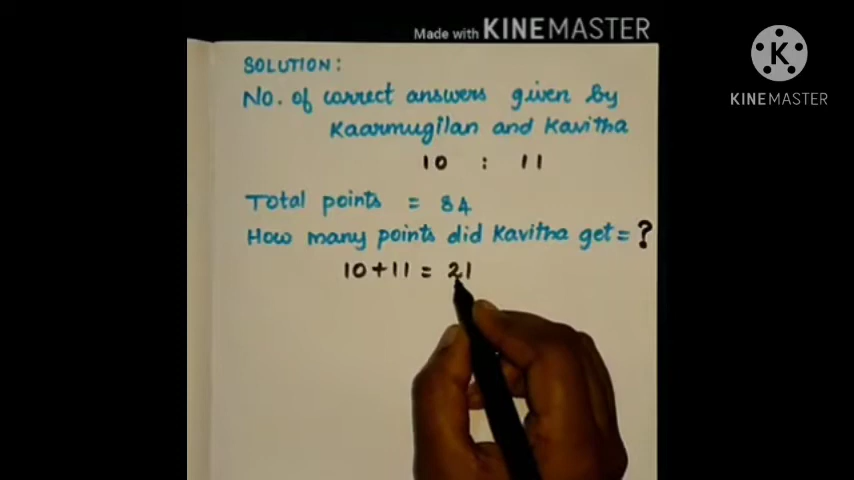 Made with KINEMASTER
KINEMASTER
SOLUTION:
No. of correct answers given by
Kaarmugilan and Kavitha
10 : 11
Total points = 84
How many points did Kavitha get = ?
10 + 11 = 21